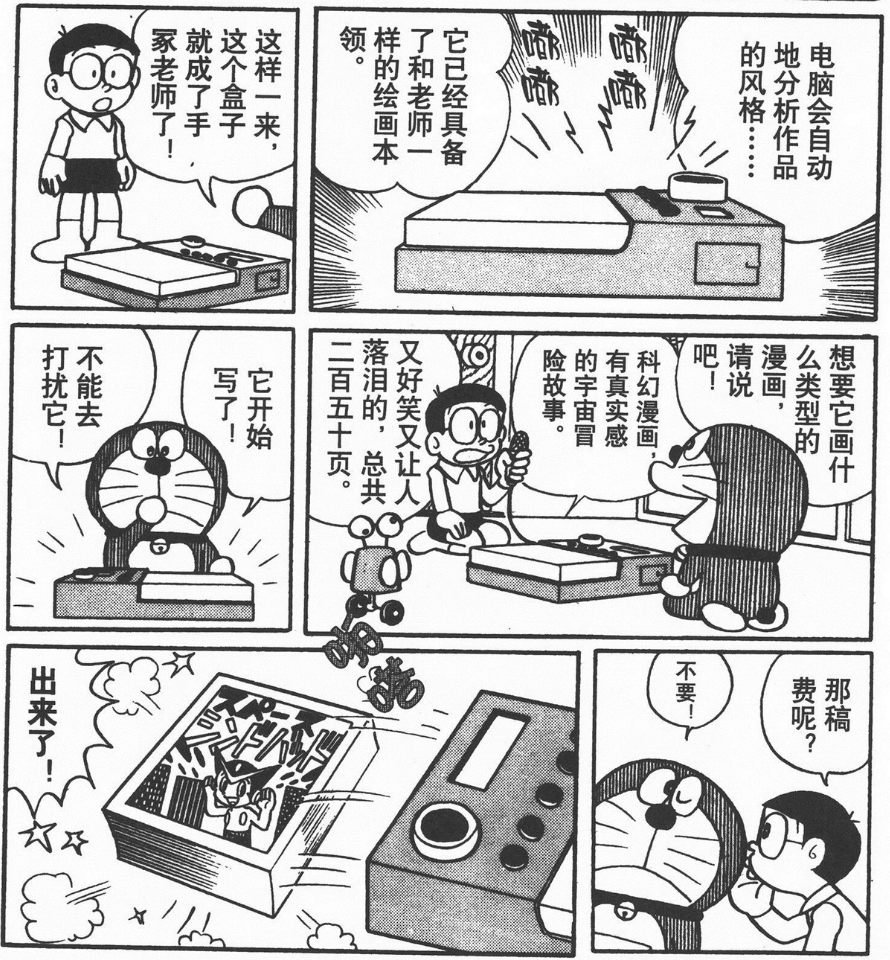 电脑会自动
地分析作品
的风格……
嘟嘟
嘟嘟
它已经具备
了和老师一
样的绘画本
领。
这样一来，
这个盒子
就成了手
冢老师了！
想要它画什
么类型的
漫画，
请说
吧！
科幻漫画，
有真实感
的宇宙冒
险故事。
又好笑又让人
落泪的，总共
二百五十页。
它开始
写了！
不能去
打扰它！
那稿
费呢？
不要！
啪
出来了！
スペース